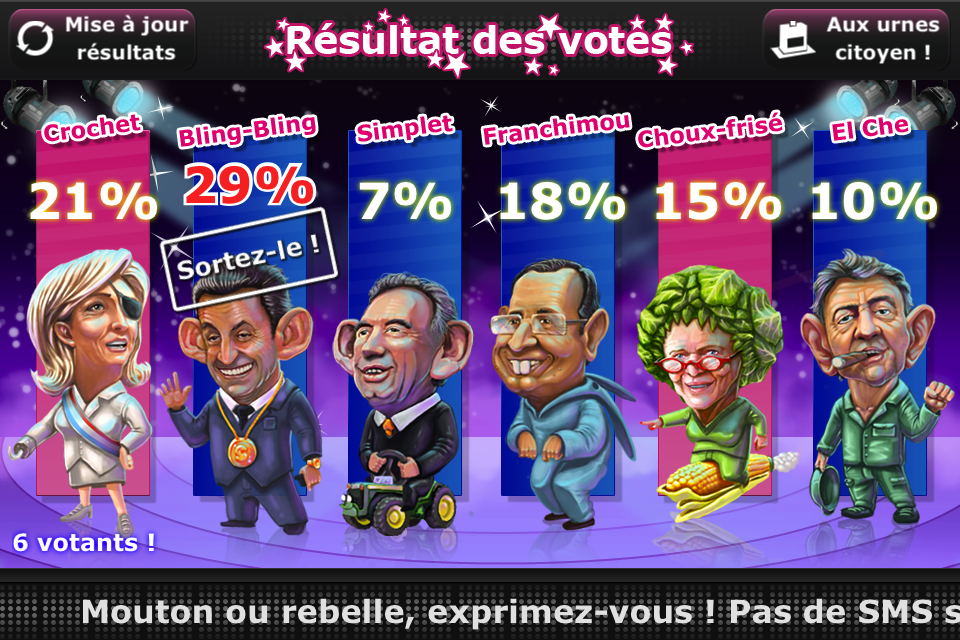 Mise à jour
résultats
Résultat des votes
Aux urnes
citoyen !
Crochet
Bling-Bling
Simplet
Franchimou
Choux-frisé
El Che
21%
29%
7%
18%
15%
10%
Sortez-le !
6 votants !
Mouton ou rebelle, exprimez-vous ! Pas de SMS s